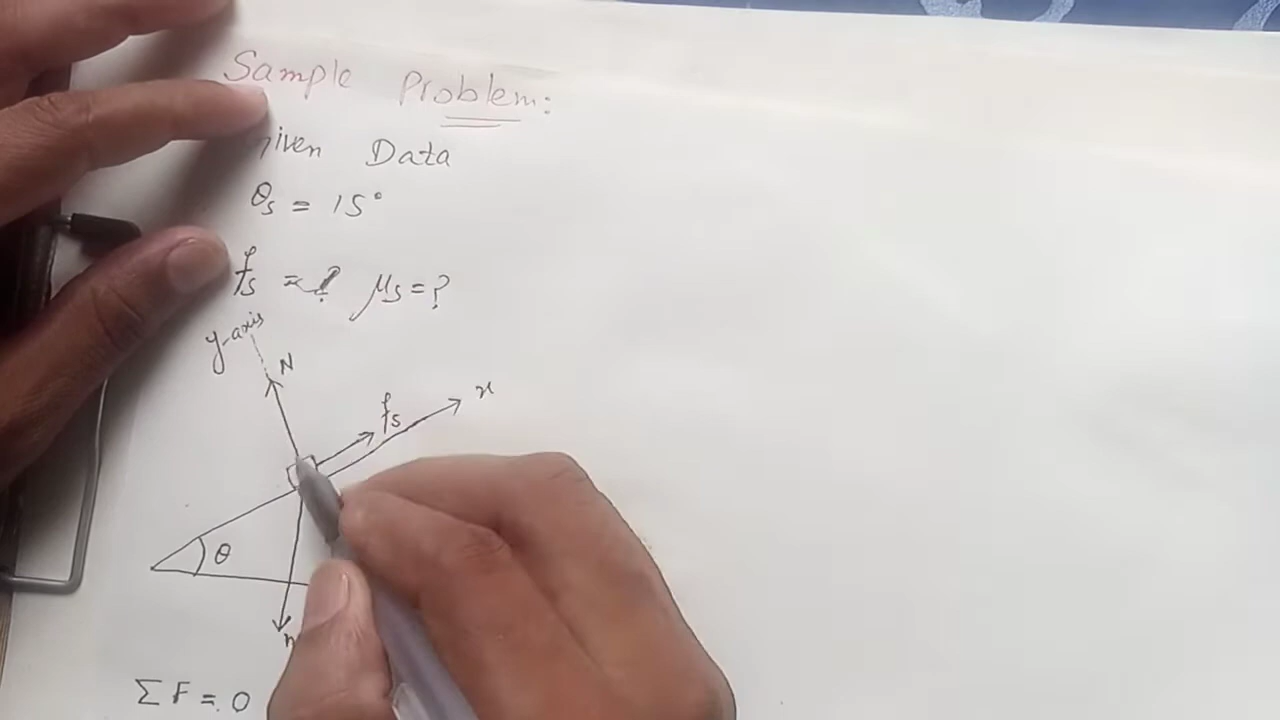 Sample Problem:
Given Data
θs = 15°
fs = ? μs = ?
y-axis
N
fs
x
θ
ΣF = 0